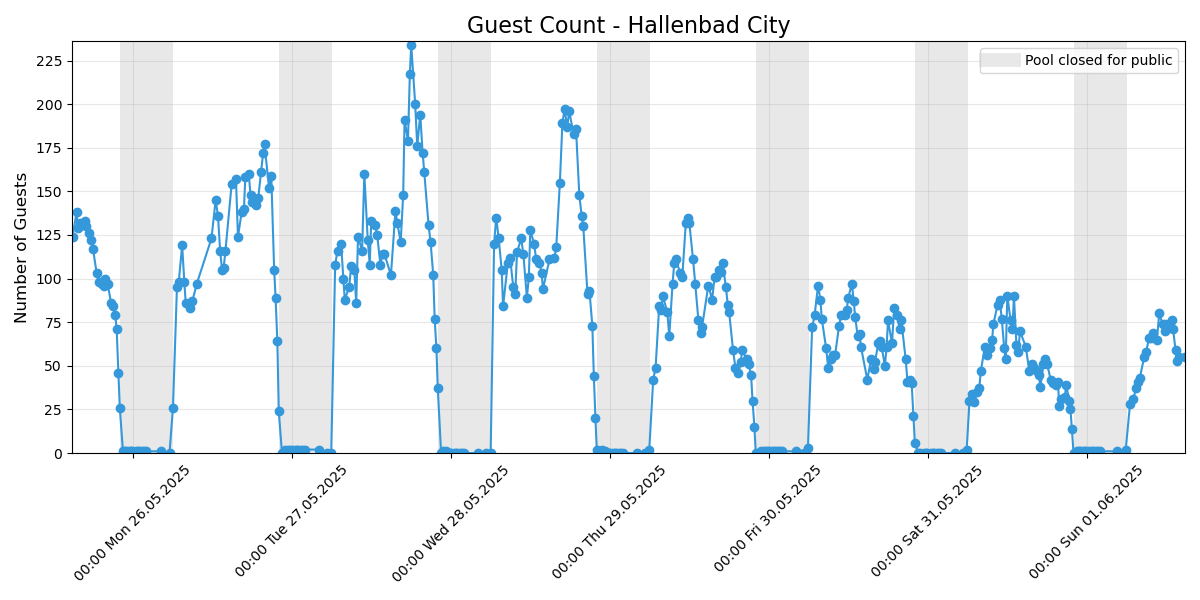 Guest Count - Hallenbad City
Pool closed for public
Number of Guests
225
200
175
150
125
100
75
50
25
0
00:00 Mon 26.05.2025
00:00 Tue 27.05.2025
00:00 Wed 28.05.2025
00:00 Thu 29.05.2025
00:00 Fri 30.05.2025
00:00 Sat 31.05.2025
00:00 Sun 01.06.2025